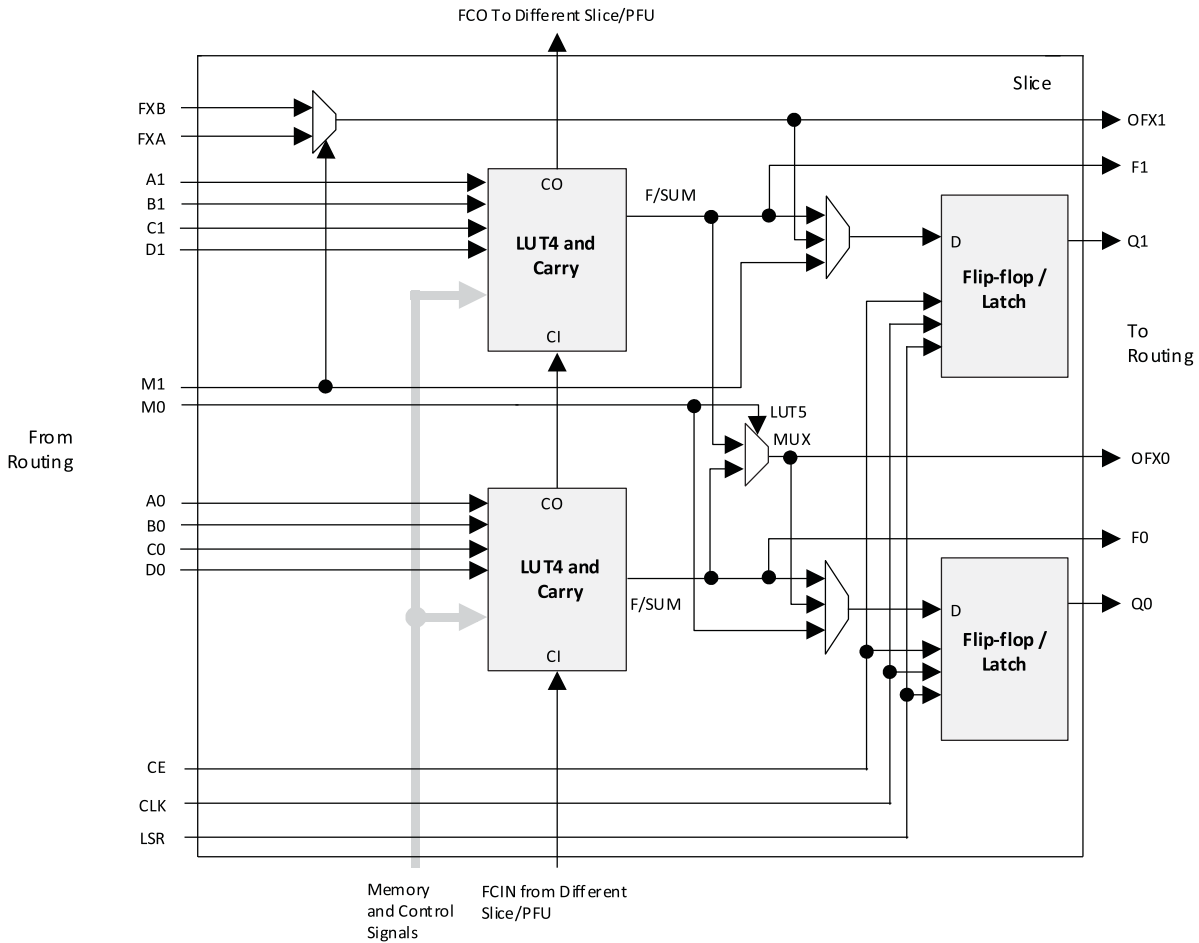 FCO To Different Slice/PFU
Slice
FXB
FXA
OFX1
F1
A1
B1
C1
D1
CO
LUT4 and
Carry
CI
F/SUM
D
Flip-flop /
Latch
Q1
To
Routing
M1
M0
LUT5
MUX
From
Routing
OFX0
A0
B0
C0
D0
CO
LUT4 and
Carry
CI
F/SUM
F0
D
Flip-flop /
Latch
Q0
CE
CLK
LSR
Memory
and Control
Signals
FCIN from Different
Slice/PFU